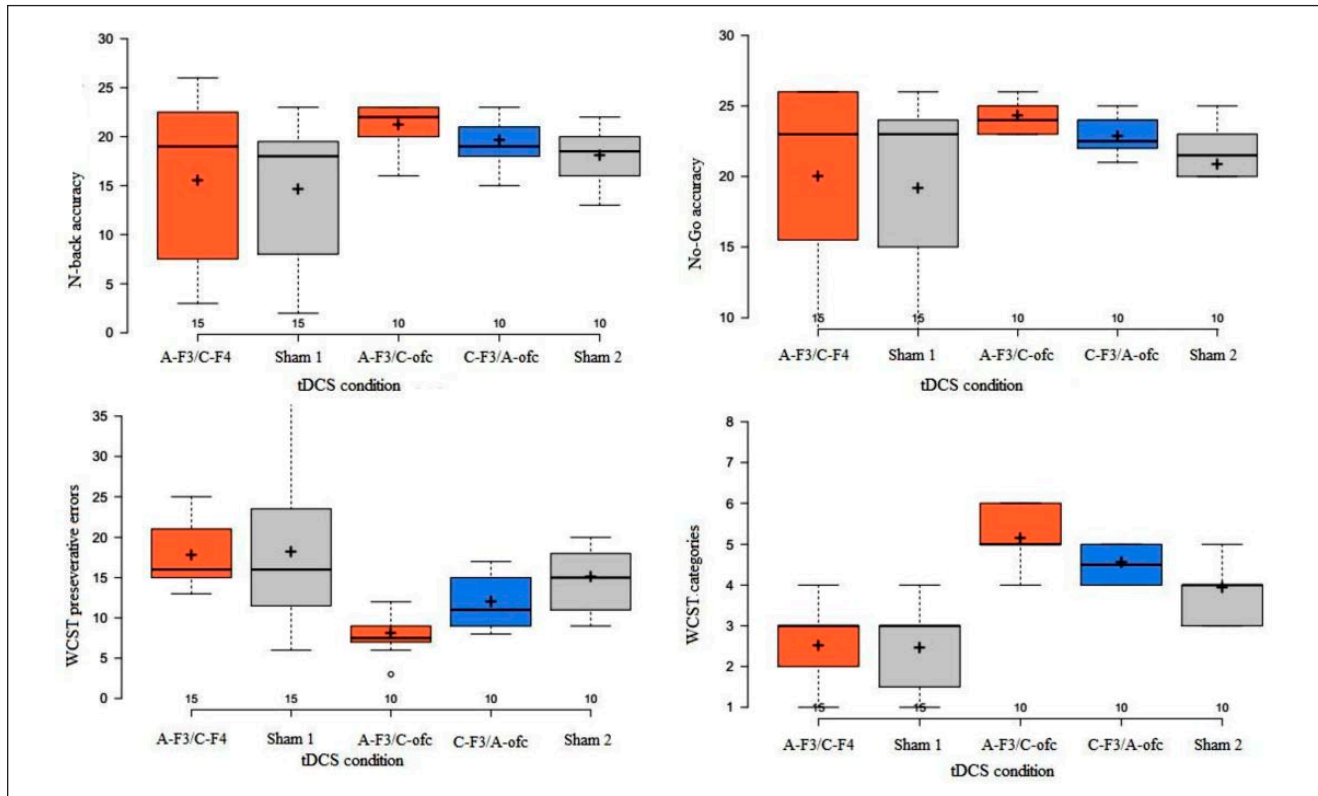 30
25
20
15
10
5
0
N-back accuracy
15 15 10 10 10
A-F3/C-F4 Sham 1 A-F3/C-ofc C-F3/A-ofc Sham 2
tDCS condition
30
25
20
15
10
No-Go accuracy
15 15 10 10 10
A-F3/C-F4 Sham 1 A-F3/C-ofc C-F3/A-ofc Sham 2
tDCS condition
35
30
25
20
15
10
5
0
WCST preseverative errors
15 15 10 10 10
A-F3/C-F4 Sham 1 A-F3/C-ofc C-F3/A-ofc Sham 2
tDCS condition
8
7
6
5
4
3
2
1
WCST.categories
15 15 10 10 10
A-F3/C-F4 Sham 1 A-F3/C-ofc C-F3/A-ofc Sham 2
tDCS condition